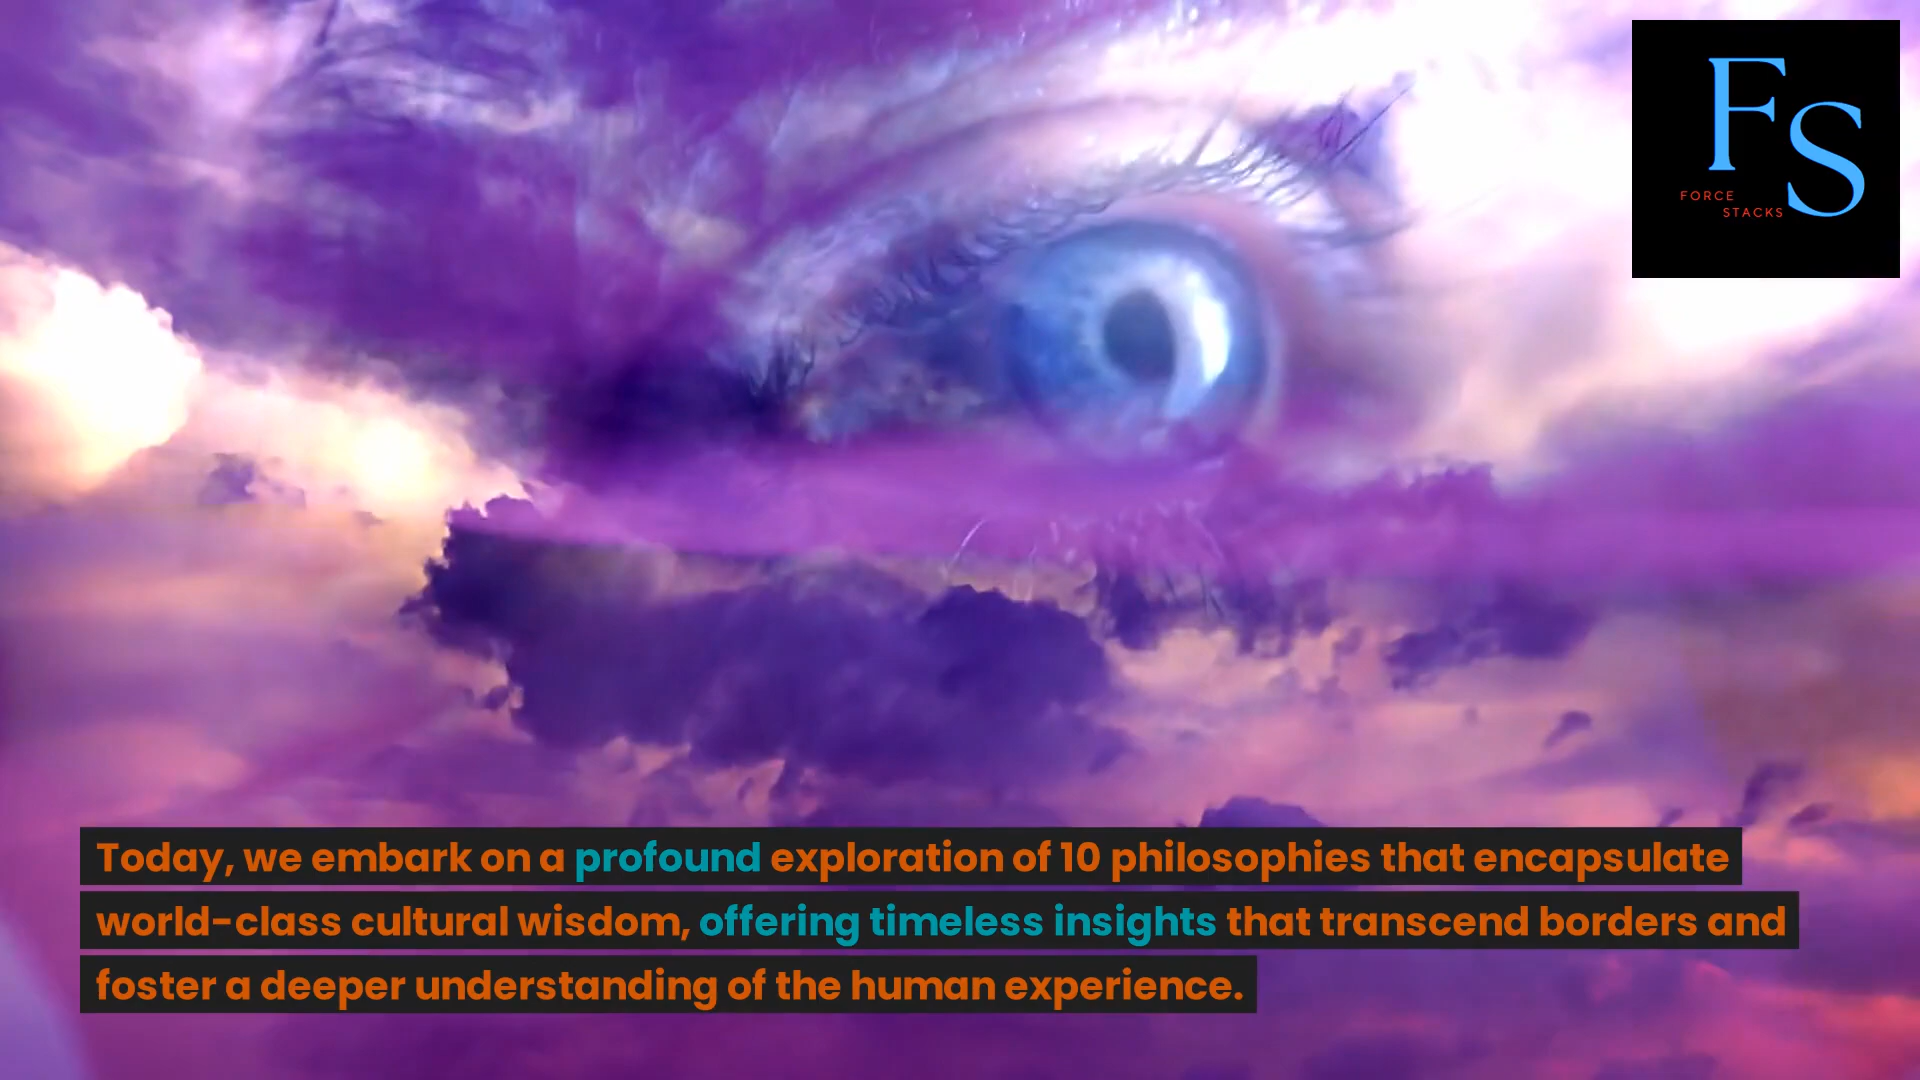 FS
FORCE
STACKS
Today, we embark on a profound exploration of 10 philosophies that encapsulate
world-class cultural wisdom, offering timeless insights that transcend borders and
foster a deeper understanding of the human experience.